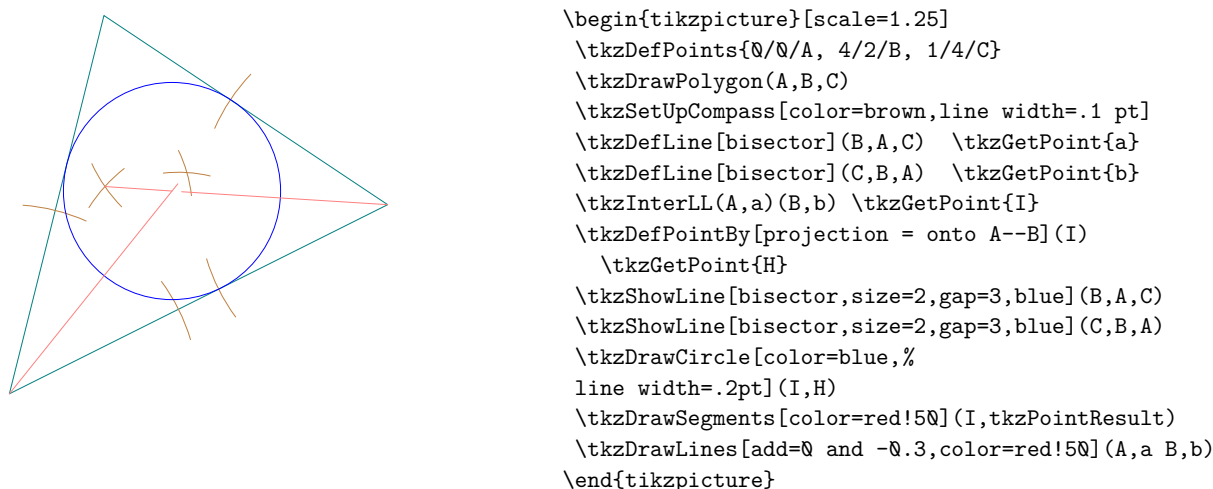 \begin{tikzpicture}[scale=1.25]
\tkzDefPoints{0/0/A, 4/2/B, 1/4/C}
\tkzDrawPolygon(A,B,C)
\tkzSetUpCompass[color=brown,line width=.1 pt]
\tkzDefLine[bisector](B,A,C)  \tkzGetPoint{a}
\tkzDefLine[bisector](C,B,A)  \tkzGetPoint{b}
\tkzInterLL(A,a)(B,b) \tkzGetPoint{I}
\tkzDefPointBy[projection = onto A--B](I)
\tkzGetPoint{H}
\tkzShowLine[bisector,size=2,gap=3,blue](B,A,C)
\tkzShowLine[bisector,size=2,gap=3,blue](C,B,A)
\tkzDrawCircle[color=blue,%
line width=.2pt](I,H)
\tkzDrawSegments[color=red!50](I,tkzPointResult)
\tkzDrawLines[add=0 and -0.3,color=red!50](A,a B,b)
\end{tikzpicture}